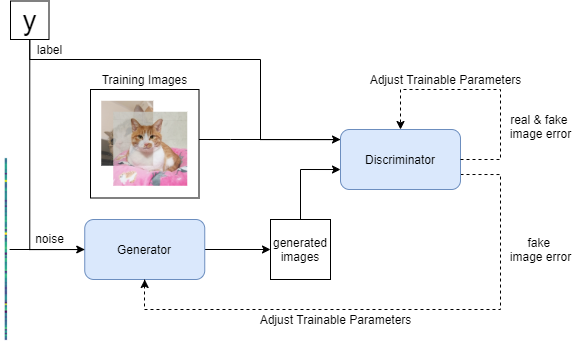 y
label
Training Images
Adjust Trainable Parameters
real & fake
image error
Discriminator
noise
Generator
generated
images
fake
image error
Adjust Trainable Parameters